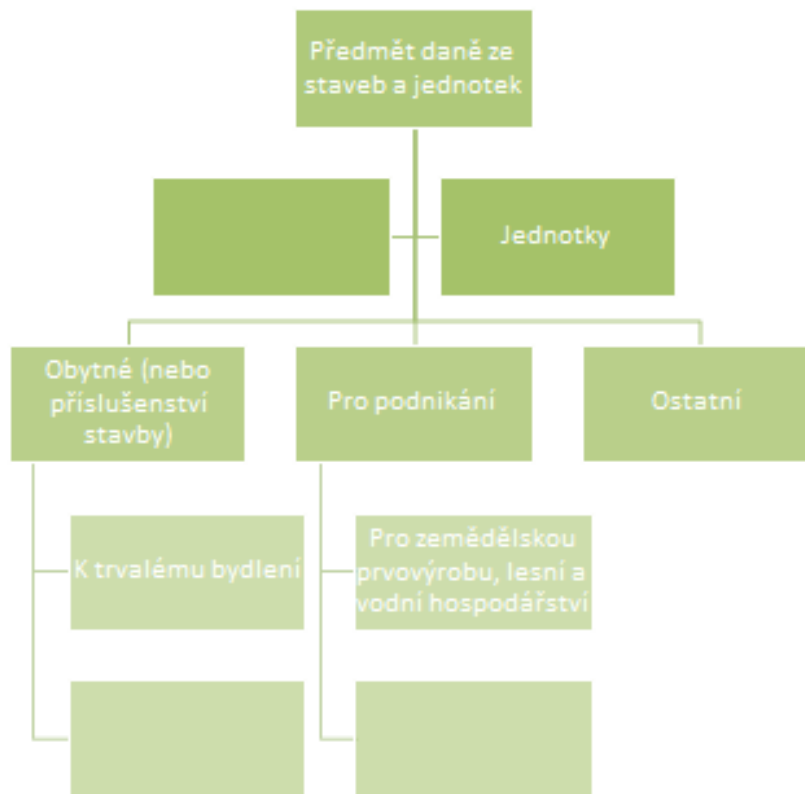 Předmět daně ze
staveb a jednotek
Jednotky
Obytné (nebo
příslušenství
stavby)
Pro podnikání
Ostatní
K trvalému bydlení
Pro zemědělskou
prvovýrobu, lesní a
vodní hospodářství